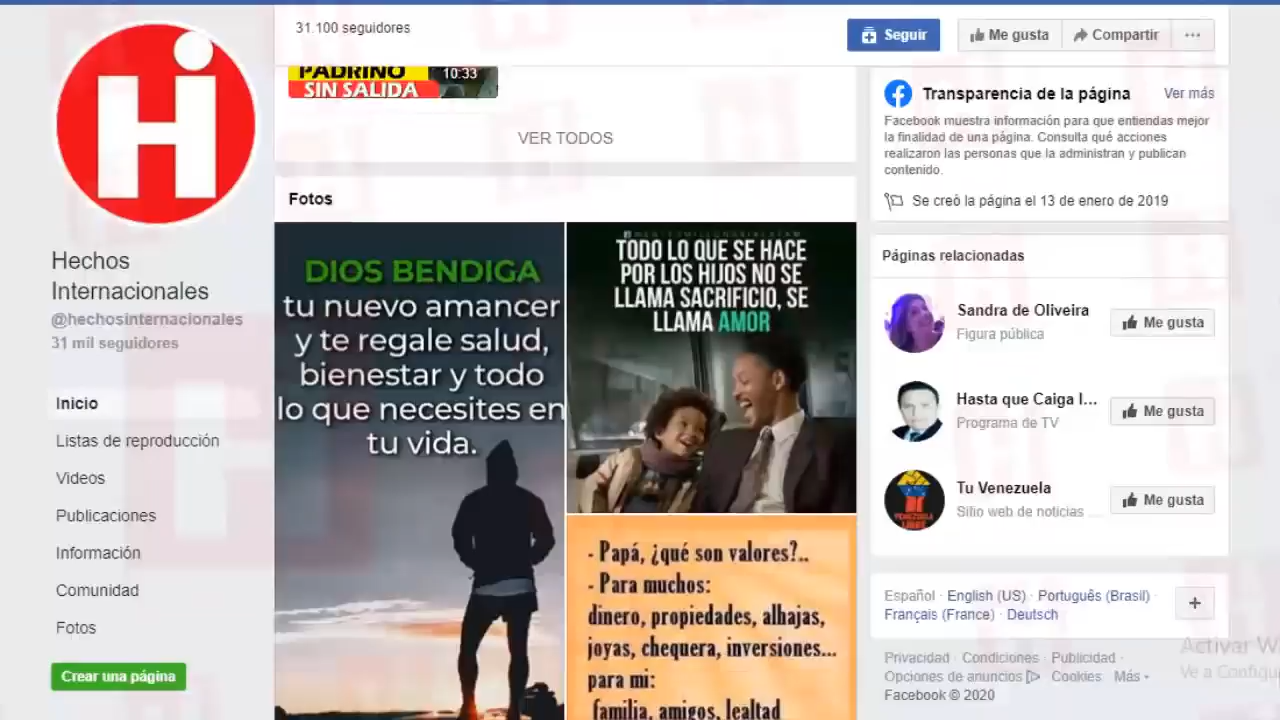 31.100 seguidores
Seguir
Me gusta
Compartir
PADRINO
10:33
SIN SALIDA
VER TODOS
Fotos
DIOS BENDIGA
tu nuevo amancer
y te regale salud,
bienestar y todo
lo que necesites en
tu vida.
TODO LO QUE SE HACE
POR LOS HIJOS NO SE
LLAMA SACRIFICIO, SE
LLAMA AMOR
- Papá, ¿qué son valores?..
- Para muchos:
dinero, propiedades, alhajas,
joyas, chequera, inversiones...
para mi:
familia, amigos, lealtad
Hi
Hechos
Internacionales
@hechosinternacionales
31 mil seguidores
Inicio
Listas de reproducción
Videos
Publicaciones
Información
Comunidad
Fotos
Crear una página
Transparencia de la página
Ver más
Facebook muestra información para que entiendas mejor
la finalidad de una página. Consulta qué acciones
realizaron las personas que la administran y publican
contenido.
Se creó la página el 13 de enero de 2019
Páginas relacionadas
Sandra de Oliveira
Figura pública
Me gusta
Hasta que Caiga l...
Programa de TV
Me gusta
Tu Venezuela
Sitio web de noticias ...
Me gusta
Español · English (US) · Português (Brasil) ·
Français (France) · Deutsch
Privacidad · Condiciones · Publicidad ·
Opciones de anuncios · Cookies · Más
Facebook © 2020
Activar W
Ve a Configu